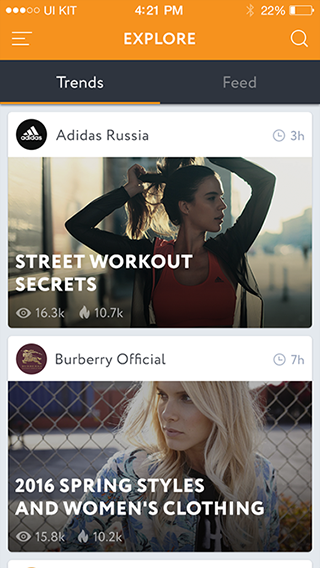 UI KIT 4:21 PM 22%
EXPLORE
Trends Feed
adidas
Adidas Russia 3h
STREET WORKOUT
SECRETS
16.3k 10.7k
Burberry Official 7h
2016 SPRING STYLES
AND WOMEN'S CLOTHING
15.8k 10.2k